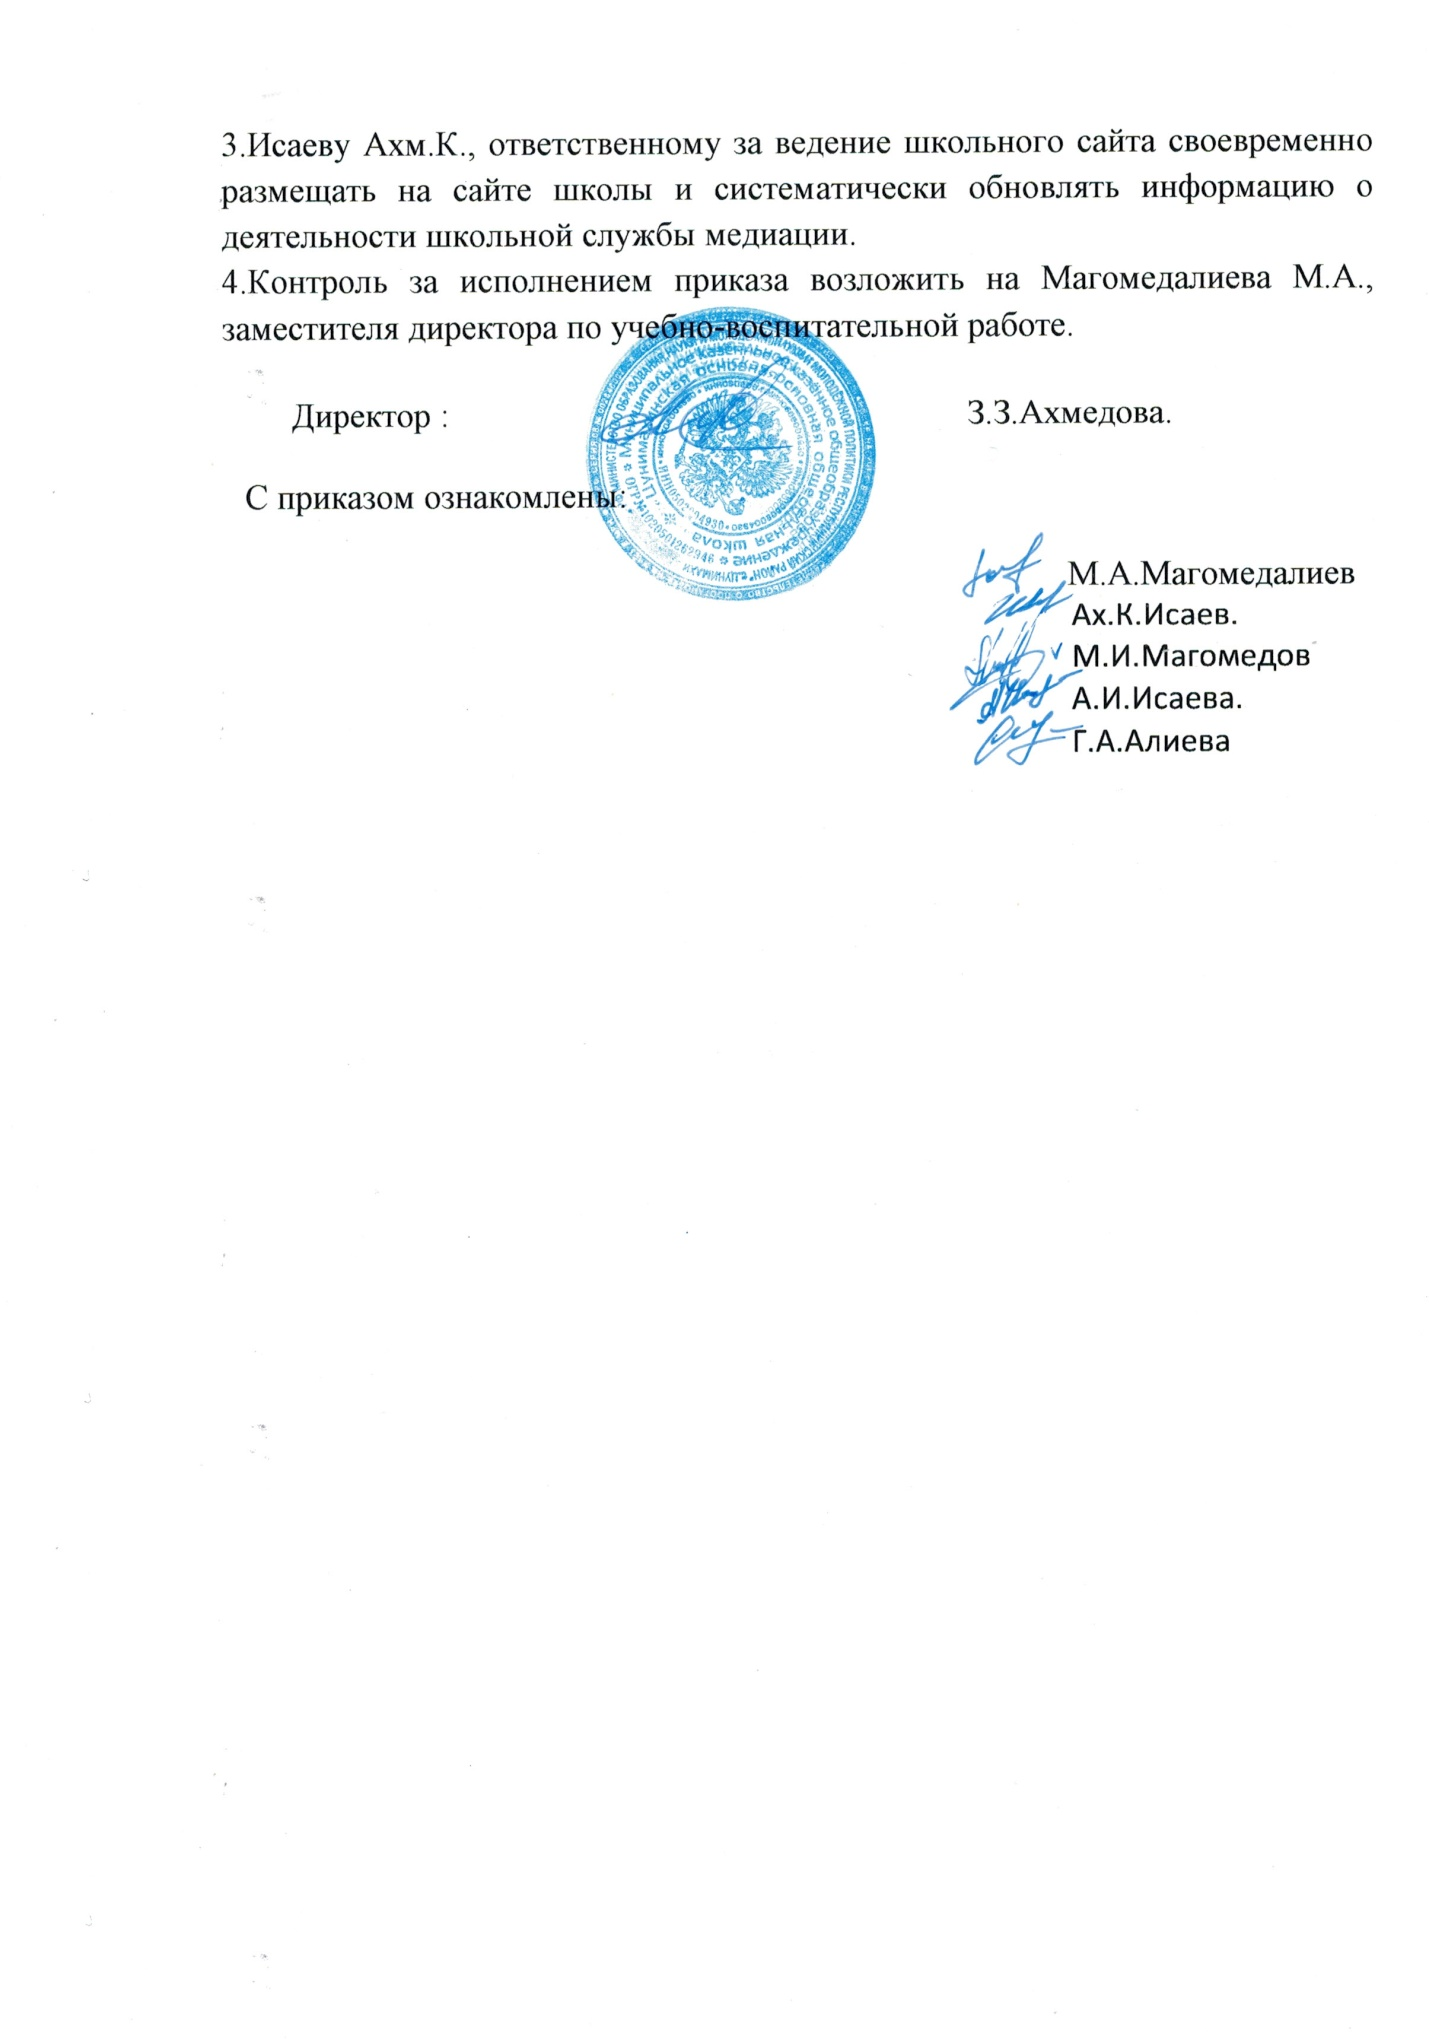 3.Исаеву Ахм.К., ответственному за ведение школьного сайта своевременно
размещать на сайте школы и систематически обновлять информацию о
деятельности школьной службы медиации.
4.Контроль за исполнением приказа возложить на Магомедалиева М.А.,
заместителя директора по учебно-воспитательной работе.
Директор :
З.З.Ахмедова.
С приказом ознакомлены:
М.А.Магомедалиев
Ах.К.Исаев.
М.И.Магомедов
А.И.Исаева.
Г.А.Алиева